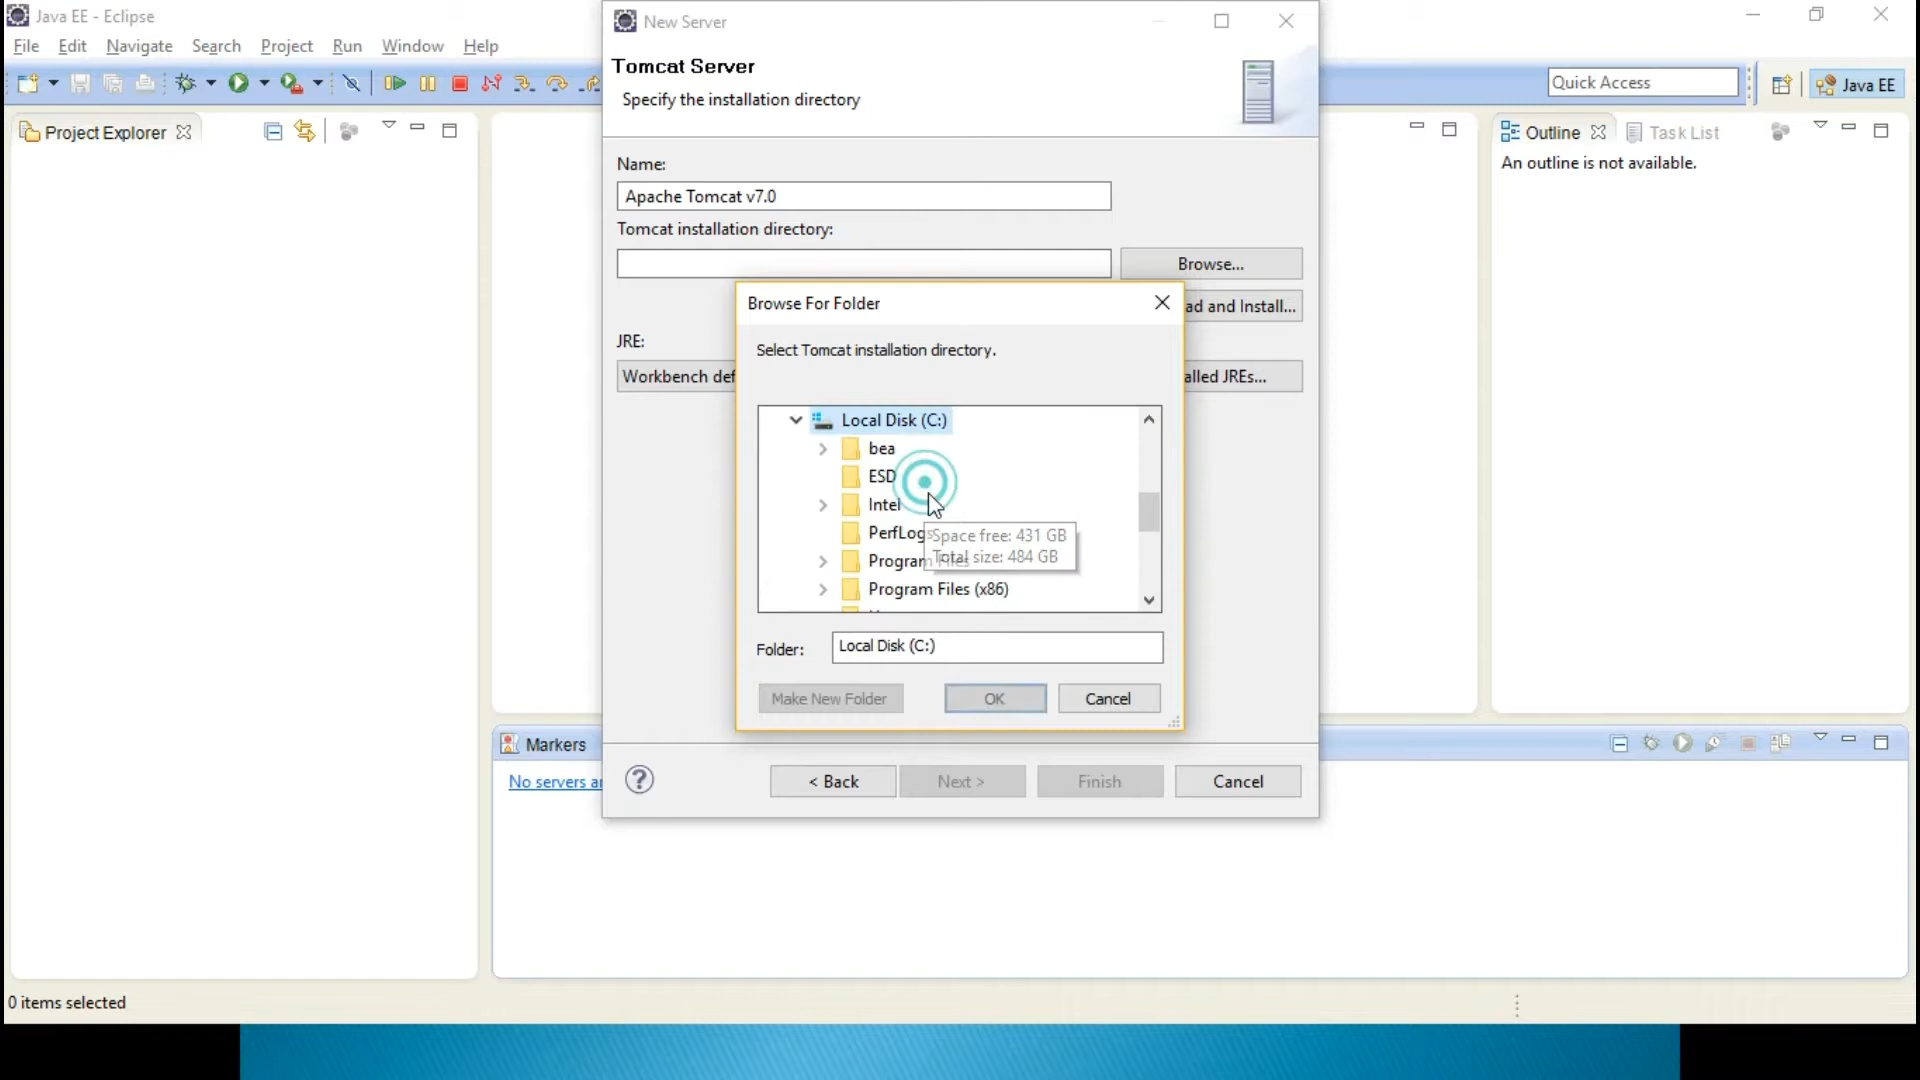 Java EE - Eclipse
File Edit Navigate Search Project Run Window Help
Quick Access
Java EE
Project Explorer
Outline
Task List
An outline is not available.
New Server
Tomcat Server
Specify the installation directory
Name:
Apache Tomcat v7.0
Tomcat installation directory:
Browse...
ad and Install...
JRE:
Workbench def
alled JREs...
Browse For Folder
Select Tomcat installation directory.
Local Disk (C:)
bea
ESD
Intel
PerfLogs
Program Files
Program Files (x86)
Space free: 431 GB
Total size: 484 GB
Folder:
Local Disk (C:)
Make New Folder
OK
Cancel
< Back
Next >
Finish
Cancel
Markers
No servers ar
0 items selected